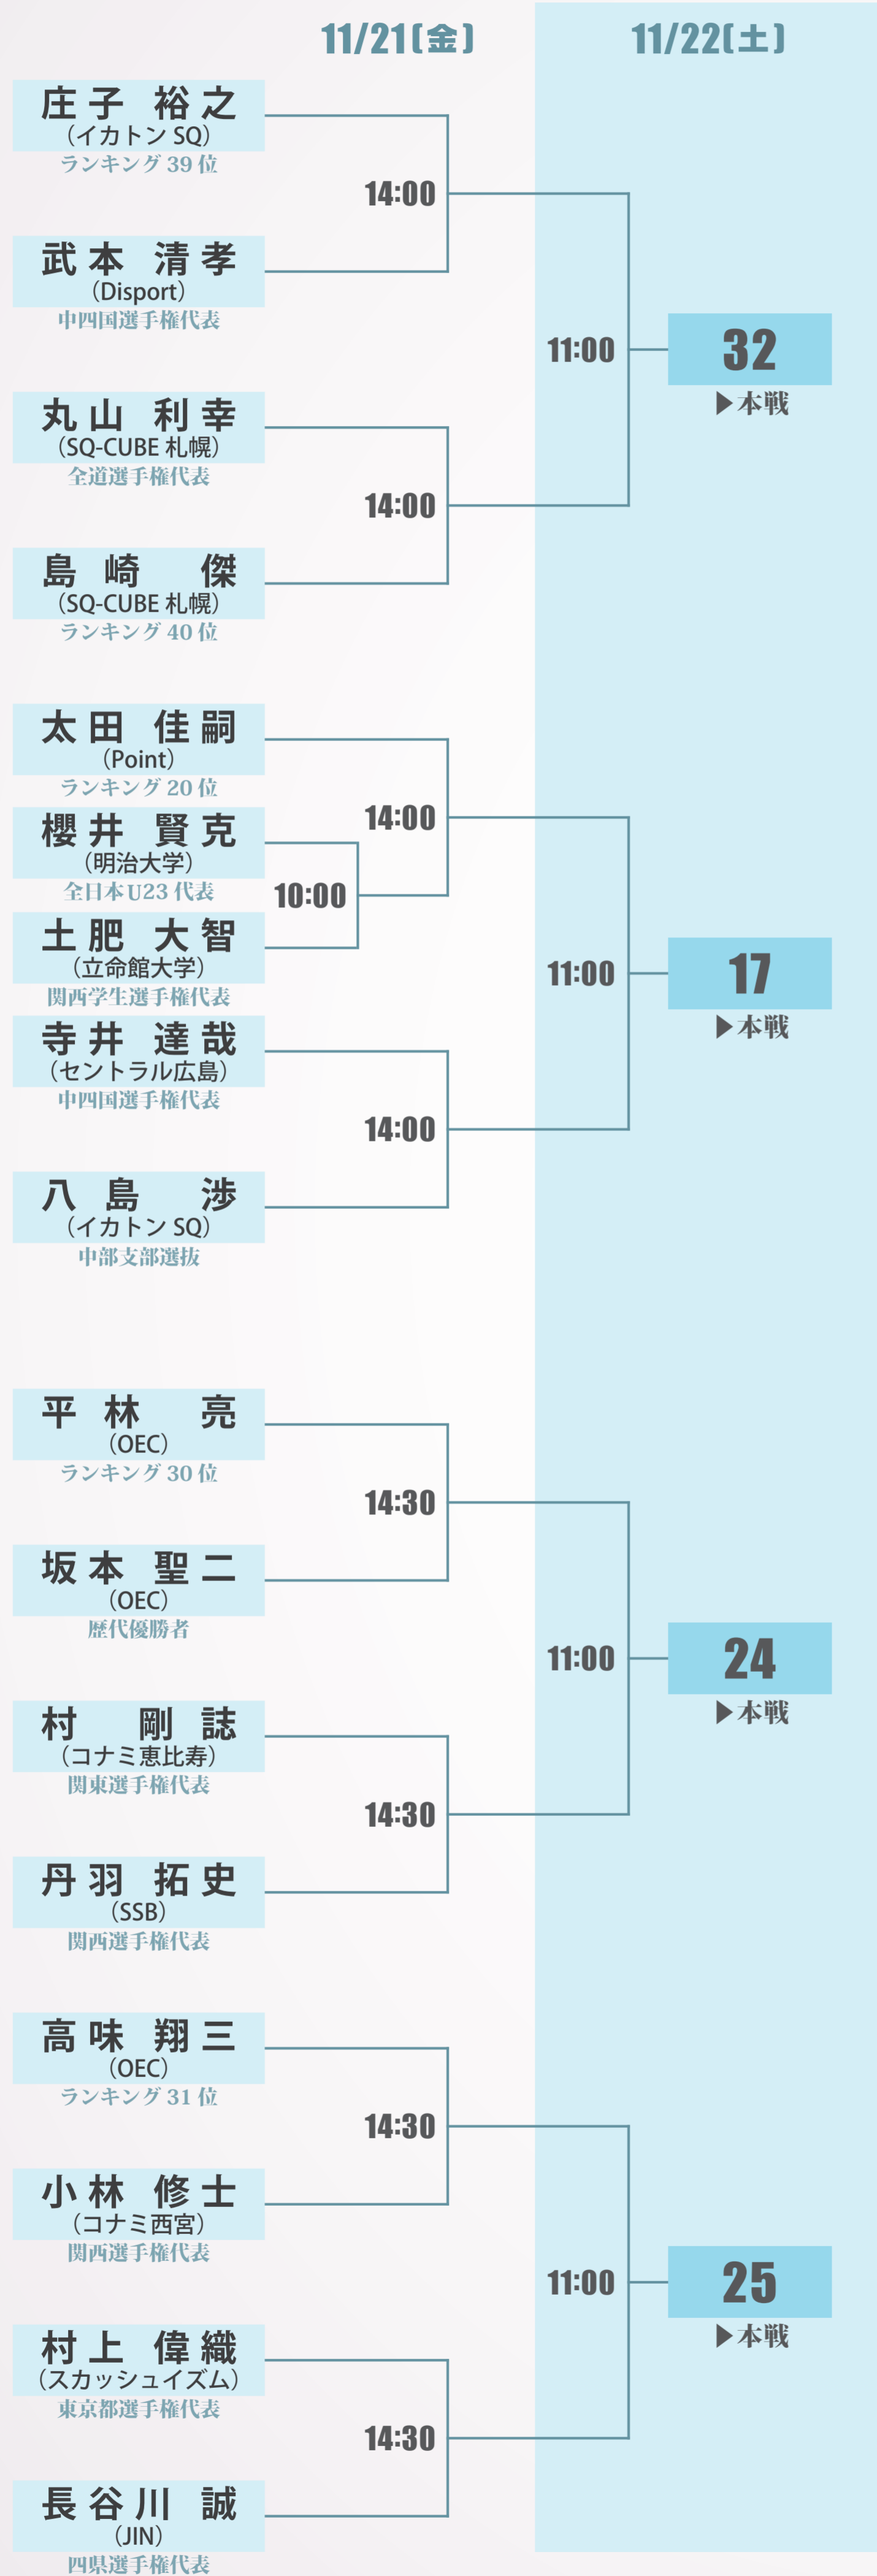 11/21(金)
11/22(土)
庄子 裕之
（イカトン SQ）
ランキング 39 位
14:00
武本 清孝
（Disport）
中四国選手権代表
11:00
32
▶本戦
丸山 利幸
（SQ-CUBE 札幌）
全道選手権代表
14:00
島崎 傑
（SQ-CUBE 札幌）
ランキング 40 位
太田 佳嗣
（Point）
ランキング 20 位
14:00
櫻井 賢克
（明治大学）
全日本 U23 代表
10:00
土肥 大智
（立命館大学）
関西学生選手権代表
11:00
17
▶本戦
寺井 達哉
（セントラル広島）
中四国選手権代表
14:00
八島 渉
（イカトン SQ）
中部支部選抜
平林 亮
（OEC）
ランキング 30 位
14:30
坂本 聖二
（OEC）
歴代優勝者
11:00
24
▶本戦
村 剛誌
（コナミ恵比寿）
関東選手権代表
14:30
丹羽 拓史
（SSB）
関西選手権代表
高味 翔三
（OEC）
ランキング 31 位
14:30
小林 修士
（コナミ西宮）
関西選手権代表
11:00
25
▶本戦
村上 偉織
（スカッシュイズム）
東京都選手権代表
14:30
長谷川 誠
（JIN）
四県選手権代表